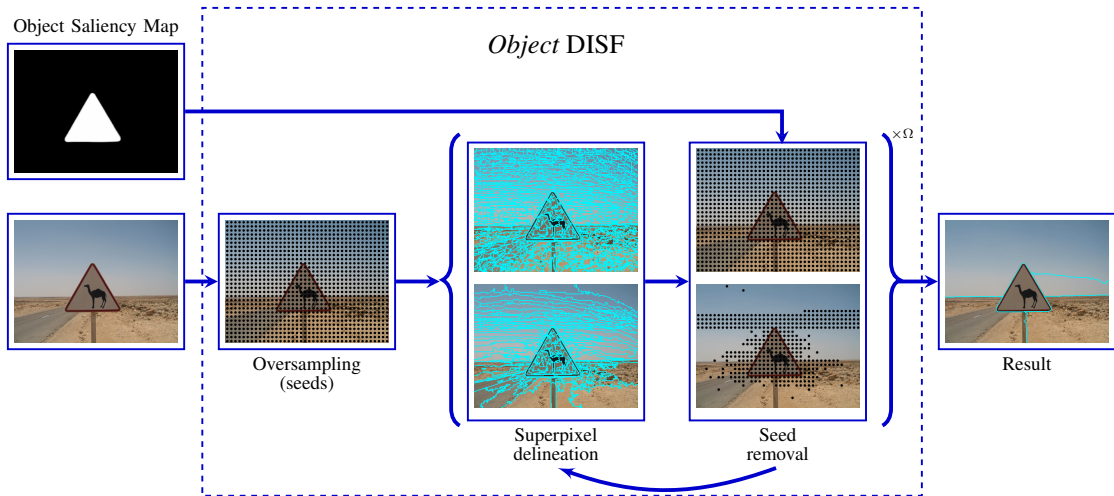 Object Saliency Map
Object DISF
×Ω
Oversampling
(seeds)
Superpixel
delineation
Seed
removal
Result